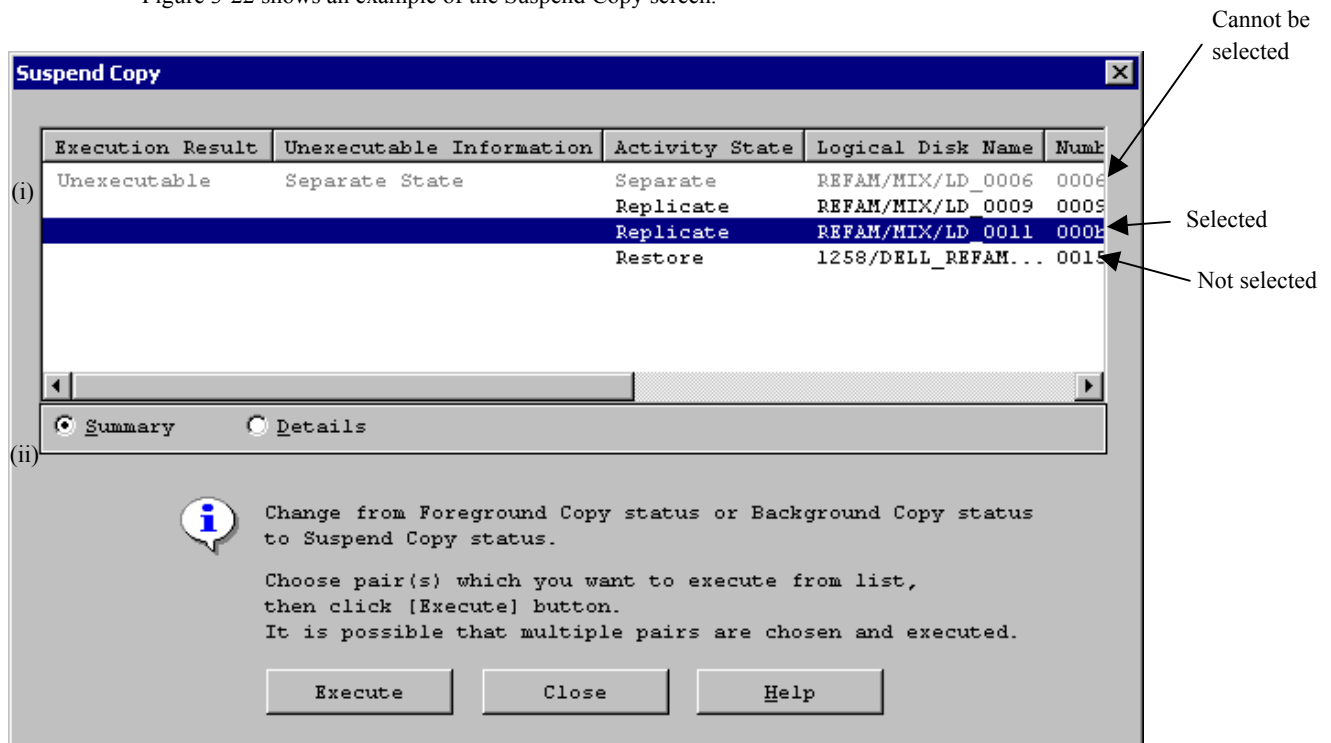 Figure 3-22 shows an example of the Suspend Copy screen.
Cannot be
selected
Suspend Copy
Execution Result Unexecutable Information Activity State Logical Disk Name Numb
(i)
Unexecutable Separate State Separate REFAM/MIX/LD_0006 0006
Replicate REFAM/MIX/LD_0009 0009
Replicate REFAM/MIX/LD_0011 000b
Selected
Restore 1258/DELL_REFAM... 0015
Not selected
Summary Details
(ii)
Change from Foreground Copy status or Background Copy status
to Suspend Copy status.
Choose pair(s) which you want to execute from list,
then click [Execute] button.
It is possible that multiple pairs are chosen and executed.
Execute Close Help